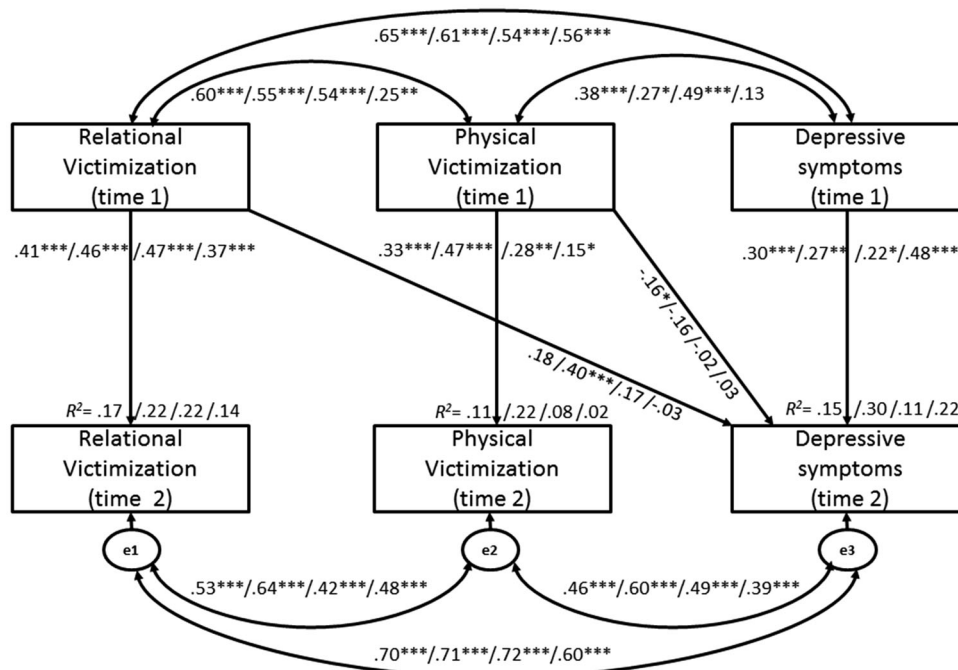 .65***/.61***/.54***/.56***
.60***/.55***/.54***/.25**
.38***/.27*/.49***/.13
Relational
Victimization
(time 1)
Physical
Victimization
(time 1)
Depressive
symptoms
(time 1)
.41***/.46***/.47***/.37***
.33***/.47***/.28**/.15*
.30***/.27**/.22*/.48***
-.16*/-.16/-.02/.03
.18/.40***/.17/-.03
R²= .17 /.22/.22/.14
R²= .11 /.22/.08/.02
R²= .15 /.30/.11/.22
Relational
Victimization
(time 2)
Physical
Victimization
(time 2)
Depressive
symptoms
(time 2)
e1
e2
e3
.53***/.64***/.42***/.48***
.46***/.60***/.49***/.39***
.70***/.71***/.72***/.60***